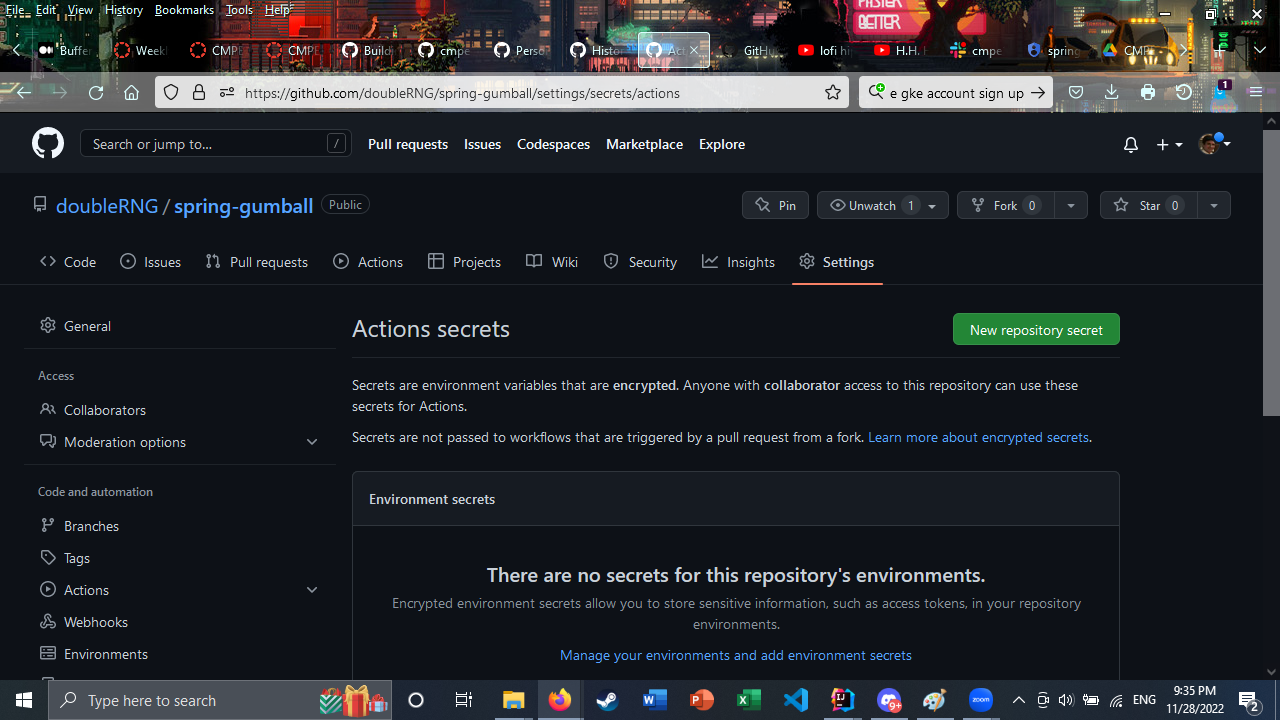 File Edit View History Bookmarks Tools Help
PASTER
BETTER
Buffer
Week
CMPE
CMPE
Build
cmpe
Perso
Histor
Act
GitHu
lofi hi
H.H.
cmpe
spring
CMP
https://github.com/doubleRNG/spring-gumball/settings/secrets/actions
e gke account sign up
1
Search or jump to...
/
Pull requests Issues Codespaces Marketplace Explore
doubleRNG / spring-gumball Public
Pin
Unwatch 1
Fork 0
Star 0
Code Issues Pull requests Actions Projects Wiki Security Insights Settings
General
Access
Collaborators
Moderation options
Code and automation
Branches
Tags
Actions
Webhooks
Environments
Actions secrets
New repository secret
Secrets are environment variables that are encrypted. Anyone with collaborator access to this repository can use these
secrets for Actions.
Secrets are not passed to workflows that are triggered by a pull request from a fork. Learn more about encrypted secrets.
Environment secrets
There are no secrets for this repository's environments.
Encrypted environment secrets allow you to store sensitive information, such as access tokens, in your repository
environments.
Manage your environments and add environment secrets
Type here to search
9+
zoom
ENG
9:35 PM
11/28/2022
2